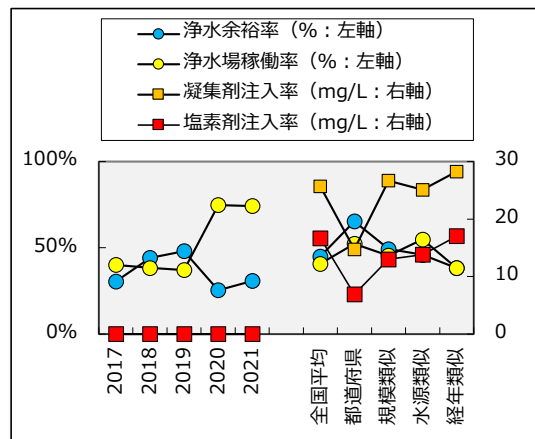 浄水余裕率（%：左軸）
浄水場稼働率（%：左軸）
凝集剤注入率（mg/L：右軸）
塩素剤注入率（mg/L：右軸）
100%
50%
0%
30
20
10
0
2017
2018
2019
2020
2021
全国平均
都道府県
規模類似
水源類似
経年類似